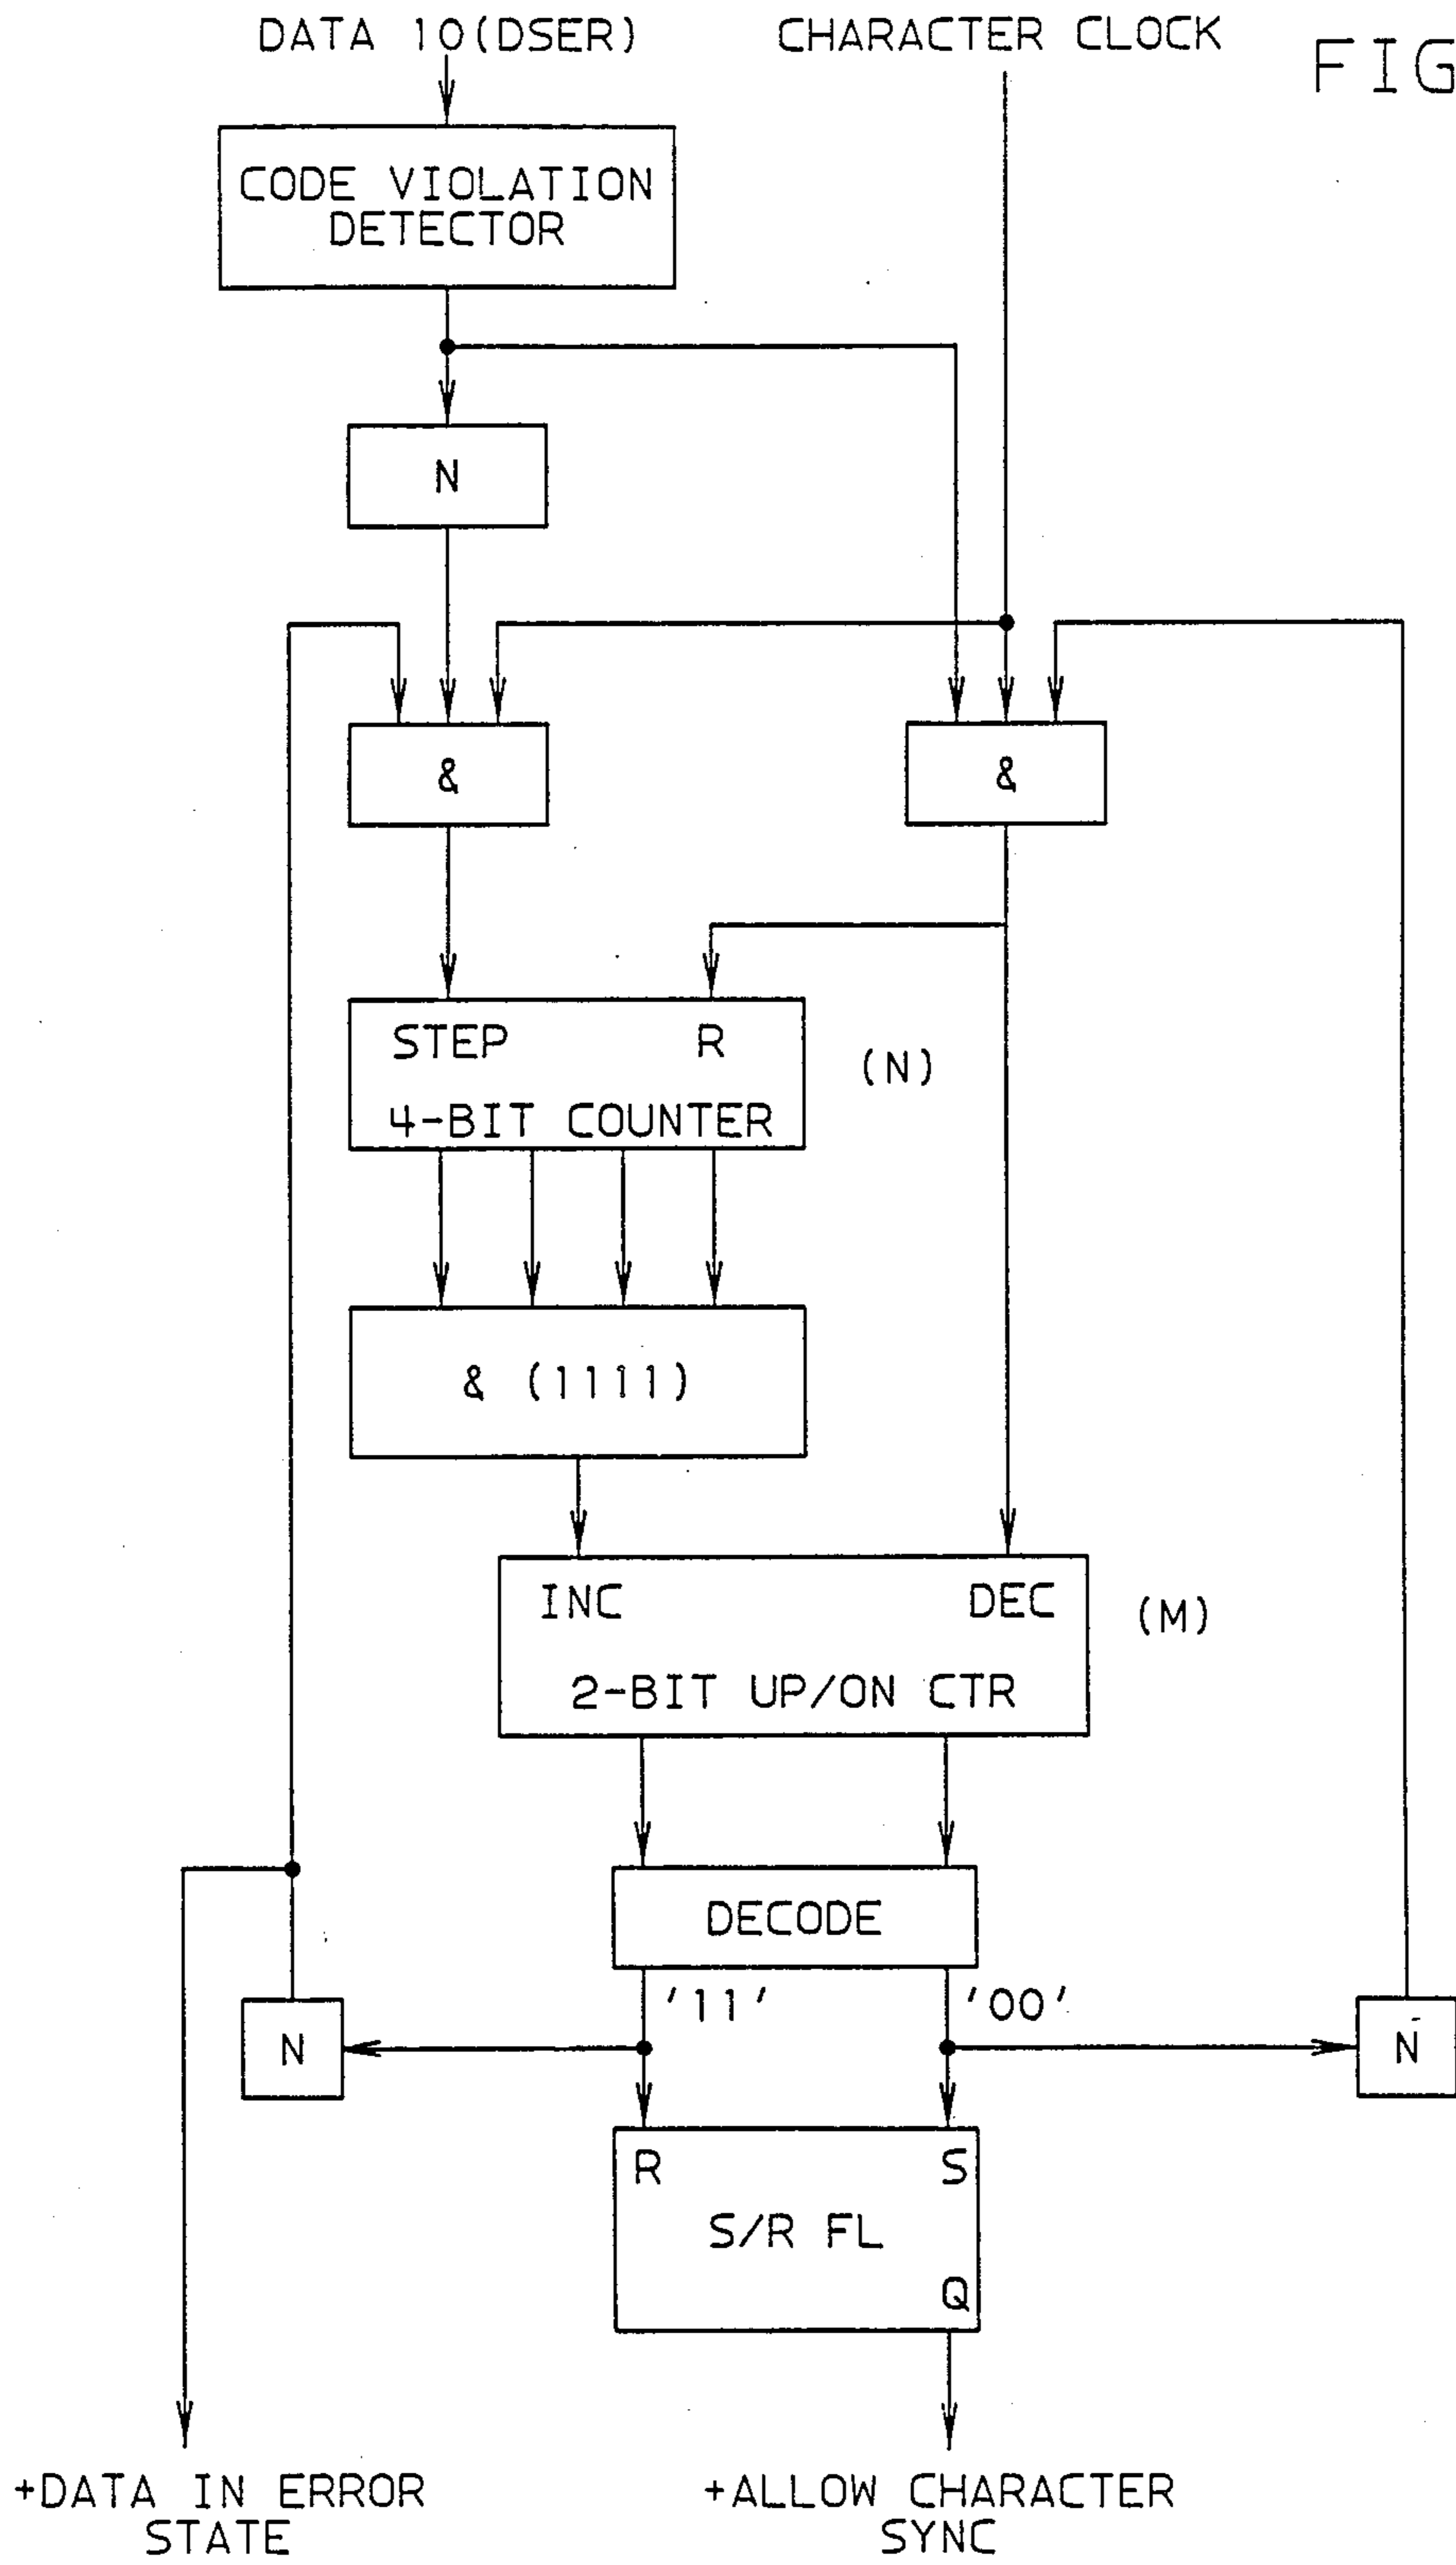 DATA 10(DSER)
CHARACTER CLOCK
FIG
CODE VIOLATION
DETECTOR
N
&
&
STEP R
(N)
4-BIT COUNTER
& (1111)
INC DEC
(M)
2-BIT UP/ON CTR
DECODE
'11'
'00'
N
N
R S
S/R FL
Q
+DATA IN ERROR
STATE
+ALLOW CHARACTER
SYNC